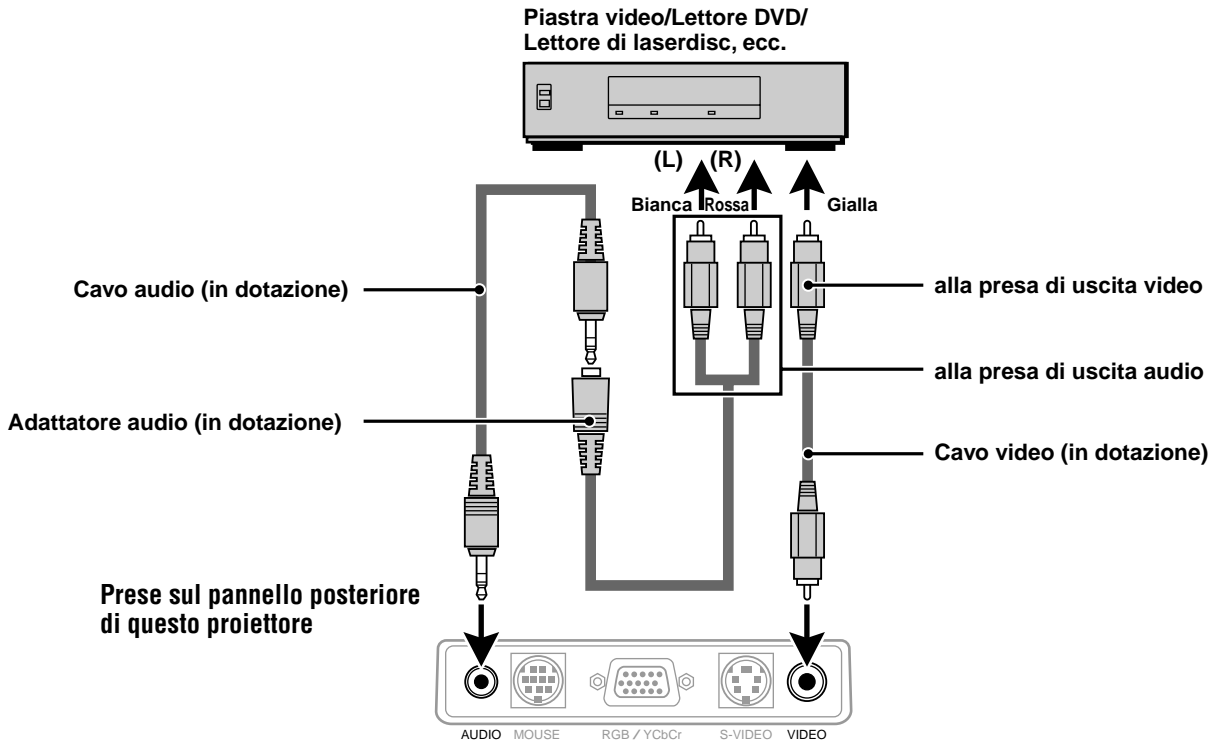 Piastra video/Lettore DVD/
Lettore di laserdisc, ecc.
(L) (R)
Bianca Rossa Gialla
Cavo audio (in dotazione)
alla presa di uscita video
alla presa di uscita audio
Adattatore audio (in dotazione)
Cavo video (in dotazione)
Prese sul pannello posteriore
di questo proiettore
AUDIO MOUSE RGB / YCbCr S-VIDEO VIDEO